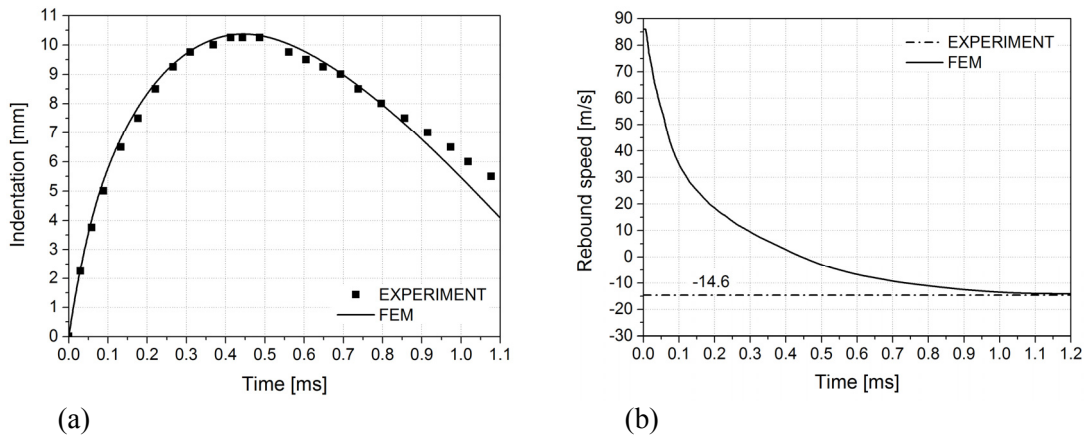 11
10
9
8
7
6
5
4
3
2
1
0
Indentation [mm]
EXPERIMENT
FEM
0.0 0.1 0.2 0.3 0.4 0.5 0.6 0.7 0.8 0.9 1.0 1.1
Time [ms]
(a)
90
80
70
60
50
40
30
20
10
0
-10
-20
-30
Rebound speed [m/s]
EXPERIMENT
FEM
-14.6
0.0 0.1 0.2 0.3 0.4 0.5 0.6 0.7 0.8 0.9 1.0 1.1 1.2
Time [ms]
(b)